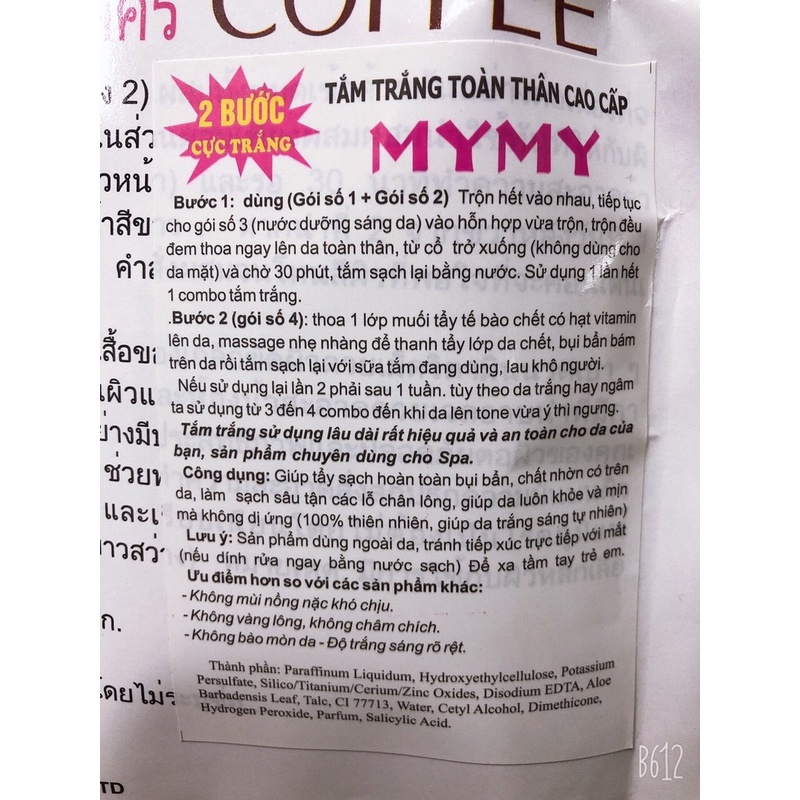 COFFEE
2 BƯỚC
CỰC TRẮNG
TẮM TRẮNG TOÀN THÂN CAO CẤP
MYMY
Bước 1: dùng (Gói số 1 + Gói số 2) Trộn hết vào nhau, tiếp tục
cho gói số 3 (nước dưỡng sáng da) vào hỗn hợp vừa trộn, trộn đều
đem thoa ngay lên da toàn thân, từ cổ trở xuống (không dùng cho
da mặt) và chờ 30 phút, tắm sạch lại bằng nước. Sử dụng 1 lần hết
1 combo tắm trắng.
.Bước 2 (gói số 4): thoa 1 lớp muối tẩy tế bào chết có hạt vitamin
lên da, massage nhẹ nhàng để thanh tẩy lớp da chết, bụi bẩn bám
trên da rồi tắm sạch lại với sữa tắm đang dùng, lau khô người.
Nếu sử dụng lại lần 2 phải sau 1 tuần. tùy theo da trắng hay ngâm
ta sử dụng từ 3 đến 4 combo đến khi da lên tone vừa ý thì ngưng.
Tắm trắng sử dụng lâu dài rất hiệu quả và an toàn cho da của
bạn, sản phẩm chuyên dùng cho Spa.
Công dụng: Giúp tẩy sạch hoàn toàn bụi bẩn, chất nhờn có trên
da, làm sạch sâu tận các lỗ chân lông, giúp da luôn khỏe và mịn
mà không dị ứng (100% thiên nhiên, giúp da trắng sáng tự nhiên)
Lưu ý: Sản phẩm dùng ngoài da, tránh tiếp xúc trực tiếp với mắt
(nếu dính rửa ngay bằng nước sạch) Để xa tầm tay trẻ em.
Ưu điểm hơn so với các sản phẩm khác:
- Không mùi nồng nặc khó chịu.
- Không vàng lông, không châm chích.
- Không bào mòn da - Độ trắng sáng rõ rệt.
Thành phần: Paraffinum Liquidum, Hydroxyethylcellulose, Potassium
Persulfate, Silico/Titanium/Cerium/Zinc Oxides, Disodium EDTA, Aloe
Barbadensis Leaf, Talc, CI 77713, Water, Cetyl Alcohol, Dimethicone,
Hydrogen Peroxide, Parfum, Salicylic Acid.
B612